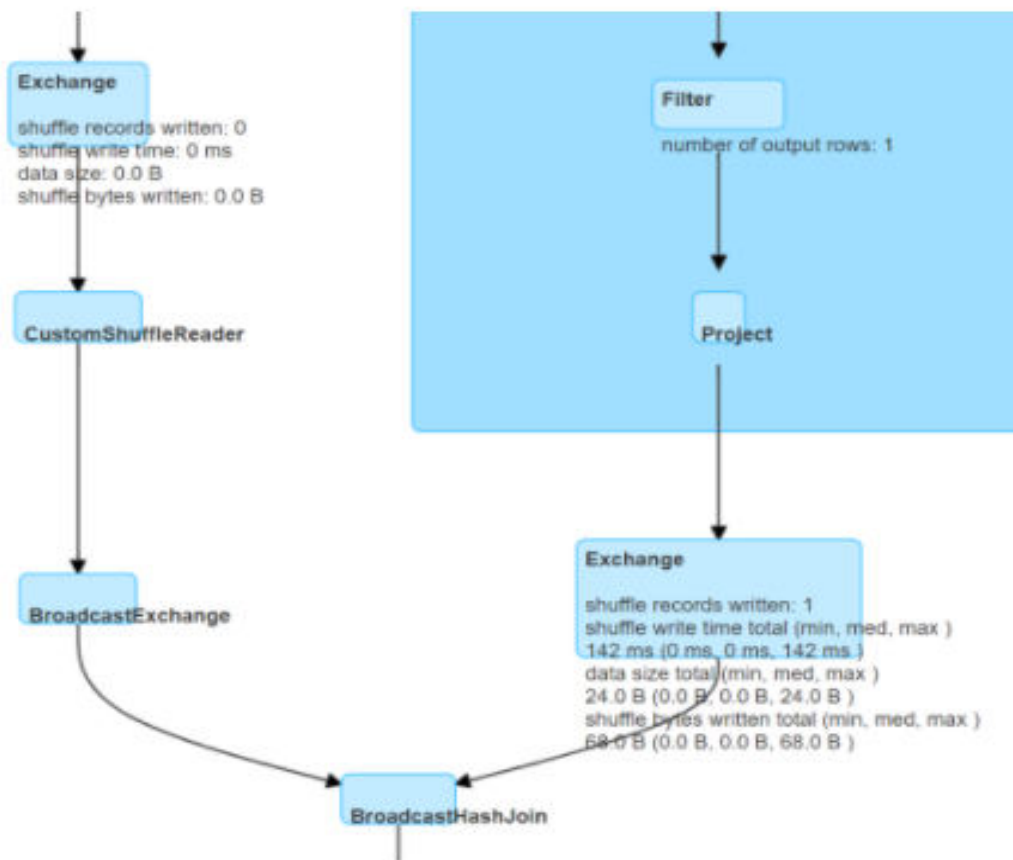 Exchange
shuffle records written: 0
shuffle write time: 0 ms
data size: 0.0 B
shuffle bytes written: 0.0 B
CustomShuffleReader
BroadcastExchange
Filter
number of output rows: 1
Project
Exchange
shuffle records written: 1
shuffle write time total (min, med, max )
142 ms (0 ms, 0 ms, 142 ms )
data size total (min, med, max )
24.0 B (0.0 B, 0.0 B, 24.0 B )
shuffle bytes written total (min, med, max )
68.0 B (0.0 B, 0.0 B, 68.0 B )
BroadcastHashJoin